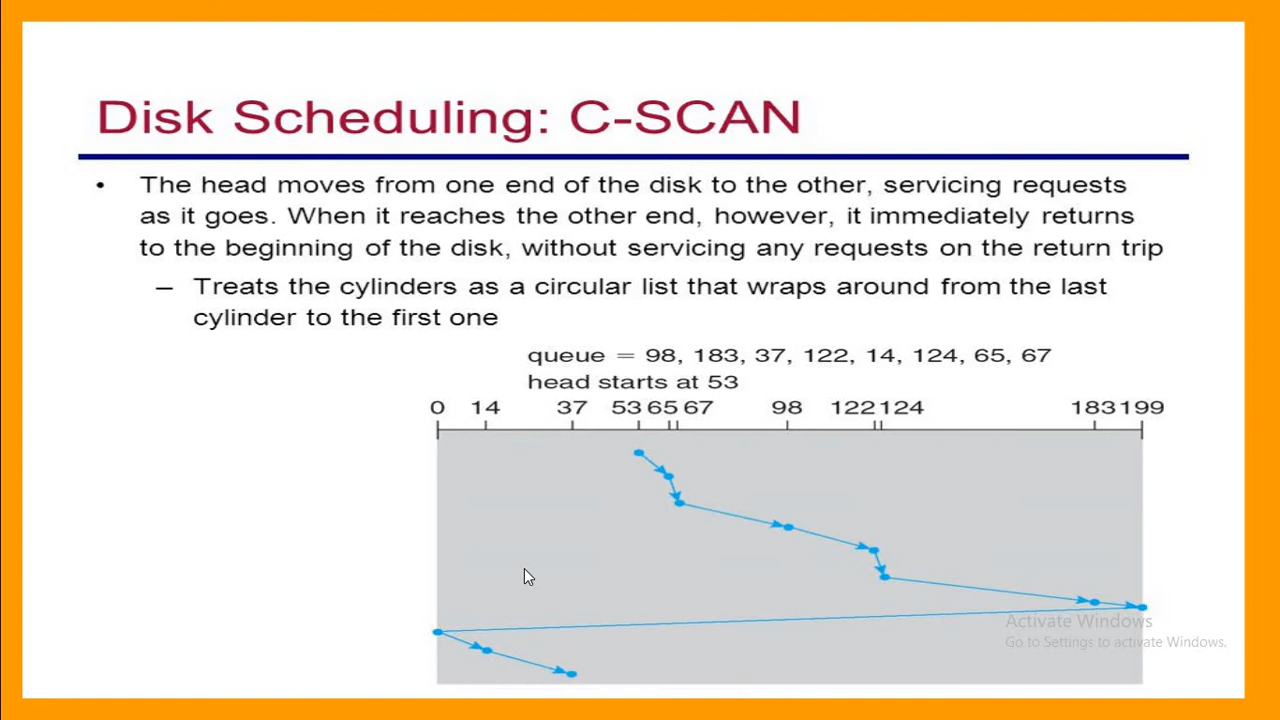 Disk Scheduling: C-SCAN
• The head moves from one end of the disk to the other, servicing requests
as it goes. When it reaches the other end, however, it immediately returns
to the beginning of the disk, without servicing any requests on the return trip
– Treats the cylinders as a circular list that wraps around from the last
cylinder to the first one
queue = 98, 183, 37, 122, 14, 124, 65, 67
head starts at 53
0 14 37 53 65 67 98 122 124 183 199
Activate Windows
Go to Settings to activate Windows.